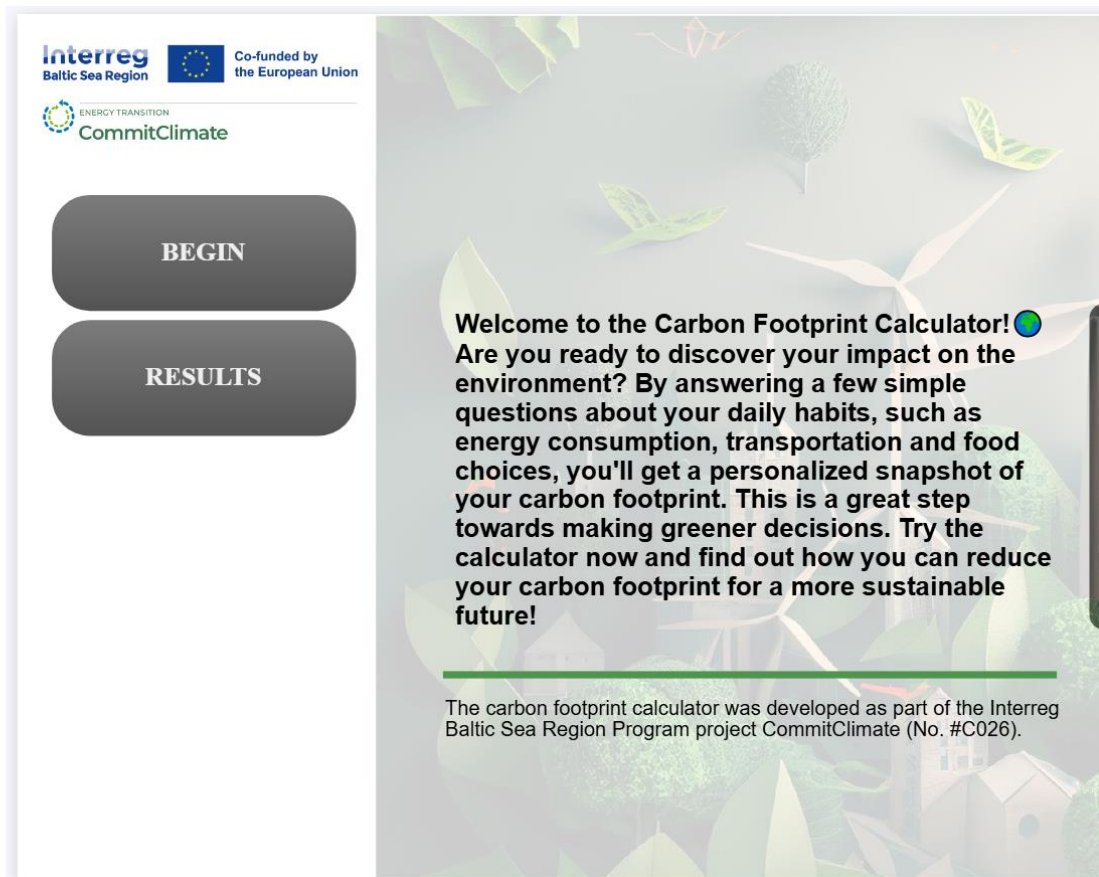 Interreg
Baltic Sea Region
Co-funded by
the European Union
ENERGY TRANSITION
CommitClimate
BEGIN
RESULTS
Welcome to the Carbon Footprint Calculator!🌍
Are you ready to discover your impact on the
environment? By answering a few simple
questions about your daily habits, such as
energy consumption, transportation and food
choices, you'll get a personalized snapshot of
your carbon footprint. This is a great step
towards making greener decisions. Try the
calculator now and find out how you can reduce
your carbon footprint for a more sustainable
future!
The carbon footprint calculator was developed as part of the Interreg
Baltic Sea Region Program project CommitClimate (No. #C026).